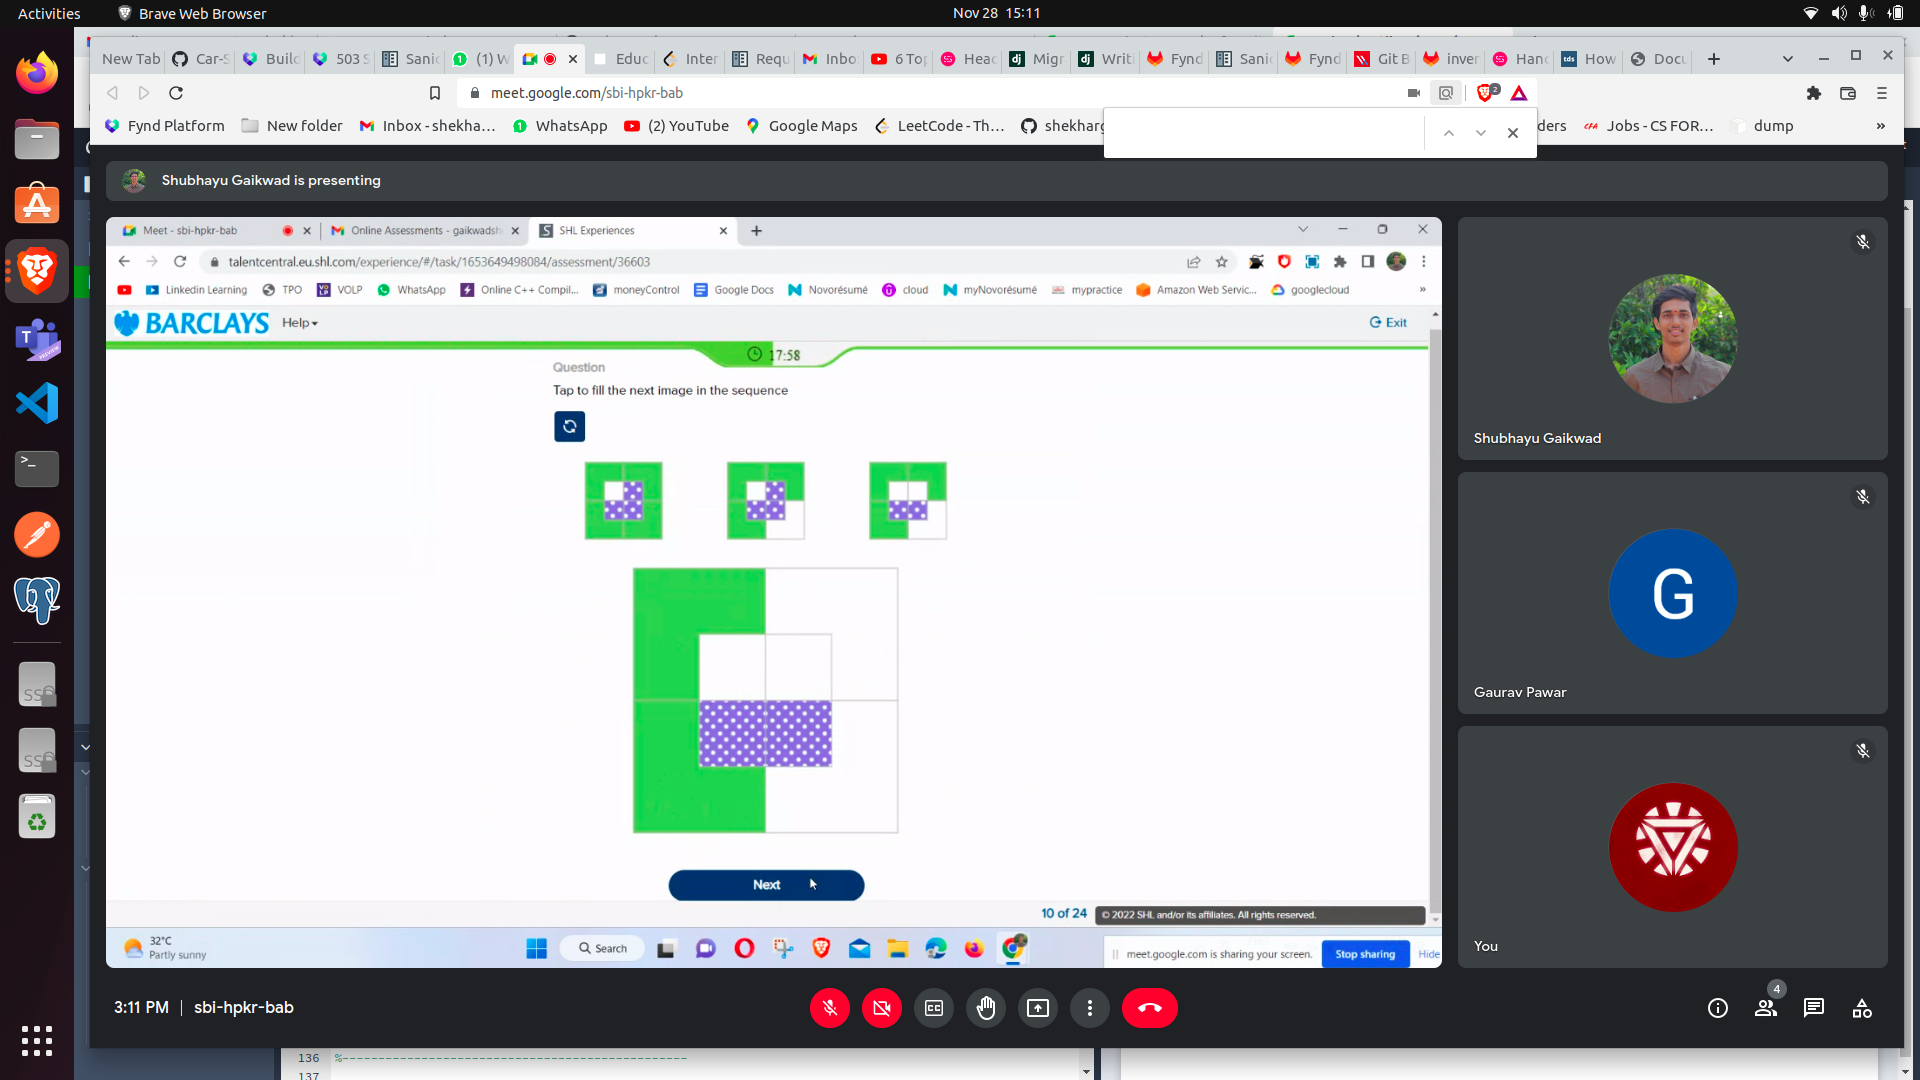 Activities
Brave Web Browser
Nov 28 15:11
New Tab
Car-S
Build
503 S
Sanic
(1) W
Educ
Inter
Requ
Inbo
6 Top
Head
Migr
Writi
Fynd
Sanic
Fynd
Git B
inver
Hand
How
Docu
meet.google.com/sbi-hpkr-bab
2
Fynd Platform
New folder
Inbox - shekha...
WhatsApp
(2) YouTube
Google Maps
LeetCode - Th...
shekharg
ders
Jobs - CS FOR...
dump
»
Shubhayu Gaikwad is presenting
Meet - sbi-hpkr-bab
Online Assessments - gaikwadsh
SHL Experiences
talentcentral.eu.shl.com/experience/#/task/1653649498084/assessment/36603
Linkedin Learning
TPO
VOLP
WhatsApp
Online C++ Compil...
moneyControl
Google Docs
Novorésumé
cloud
myNovorésumé
mypractice
Amazon Web Servic...
googlecloud
»
BARCLAYS
Help
Exit
17:58
Question
Tap to fill the next image in the sequence
Next
10 of 24
© 2022 SHL and/or its affiliates. All rights reserved.
32°C
Partly sunny
Search
meet.google.com is sharing your screen.
Stop sharing
Hide
Shubhayu Gaikwad
G
Gaurav Pawar
You
3:11 PM | sbi-hpkr-bab
4
136 %------------------------------------------------
137